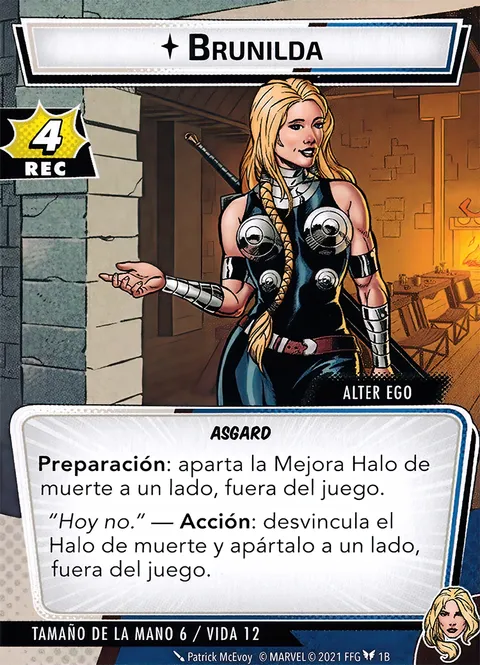 BRUNILDA
4
REC
ALTER EGO
ASGARD
Preparación: aparta la Mejora Halo de
muerte a un lado, fuera del juego.
“Hoy no.” — Acción: desvincula el
Halo de muerte y apártalo a un lado,
fuera del juego.
TAMAÑO DE LA MANO 6 / VIDA 12
Patrick McEvoy © MARVEL © 2021 FFG 1B